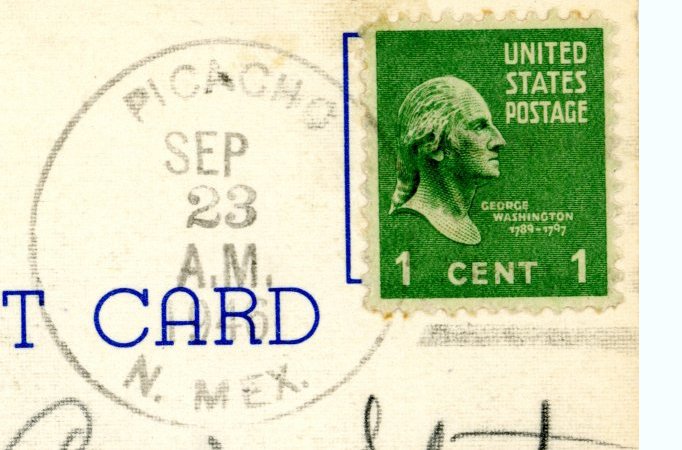 PICACHO
SEP
23
A.M.
N. MEX.
T CARD
UNITED
STATES
POSTAGE
GEORGE
WASHINGTON
1789-1797
1 CENT 1